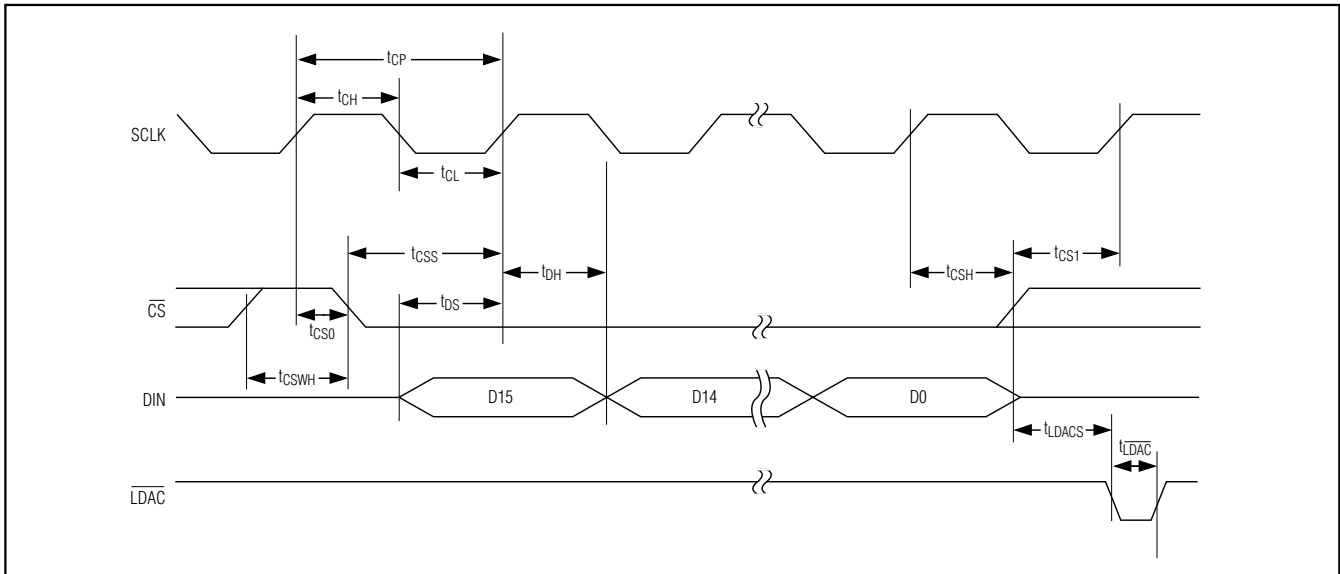 tCP
tCH
SCLK
tCL
tCSS
tDH
tCSH
tCS1
tDS
CS
tCS0
tCSWH
DIN
D15
D14
D0
tLDACS
tLDAC
LDAC